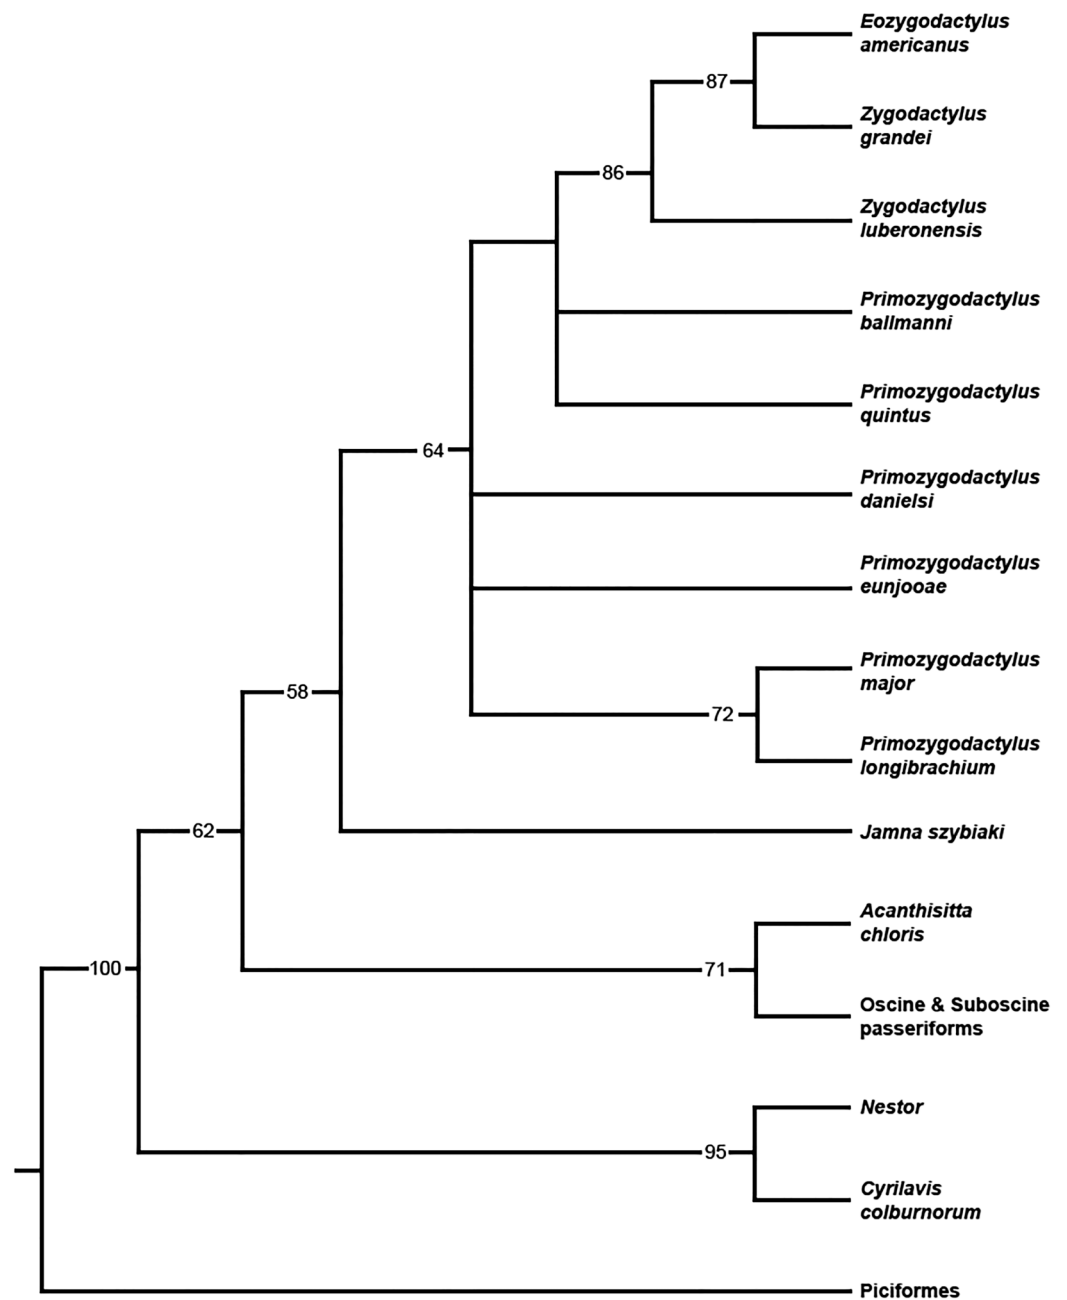 Eozygodactylus
americanus
87
Zygodactylus
grandei
86
Zygodactylus
luberonensis
Primozygodactylus
ballmanni
Primozygodactylus
quintus
64
Primozygodactylus
danielsi
Primozygodactylus
eunjooae
Primozygodactylus
major
58
72
Primozygodactylus
longibrachium
62
Jamna szybiaki
Acanthisitta
chloris
100
71
Oscine & Suboscine
passeriforms
Nestor
95
Cyrilavis
colburnorum
Piciformes